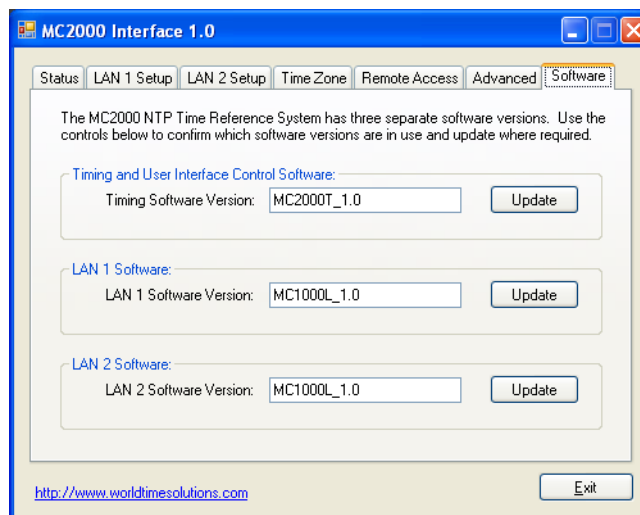 MC2000 Interface 1.0
Status LAN 1 Setup LAN 2 Setup Time Zone Remote Access Advanced Software
The MC2000 NTP Time Reference System has three separate software versions. Use the
controls below to confirm which software versions are in use and update where required.
Timing and User Interface Control Software:
Timing Software Version: MC2000T_1.0 Update
LAN 1 Software:
LAN 1 Software Version: MC1000L_1.0 Update
LAN 2 Software:
LAN 2 Software Version: MC1000L_1.0 Update
http://www.worldtimesolutions.com Exit